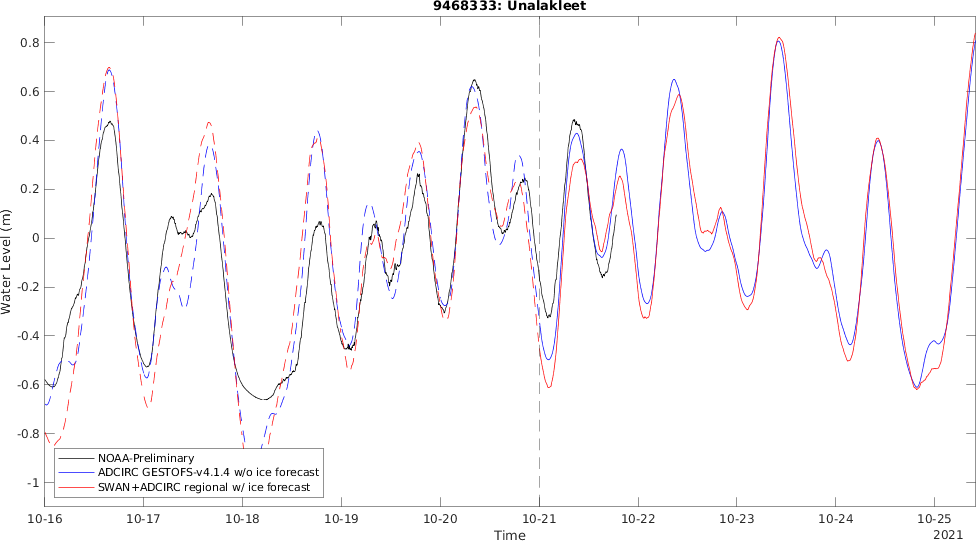 9468333: Unalakleet
0.8
0.6
0.4
0.2
0
-0.2
-0.4
-0.6
-0.8
-1
Water Level (m)
NOAA-Preliminary
ADCIRC GESTOFS-v4.1.4 w/o ice forecast
SWAN+ADCIRC regional w/ ice forecast
10-16 10-17 10-18 10-19 10-20 10-21 10-22 10-23 10-24 10-25
Time
2021